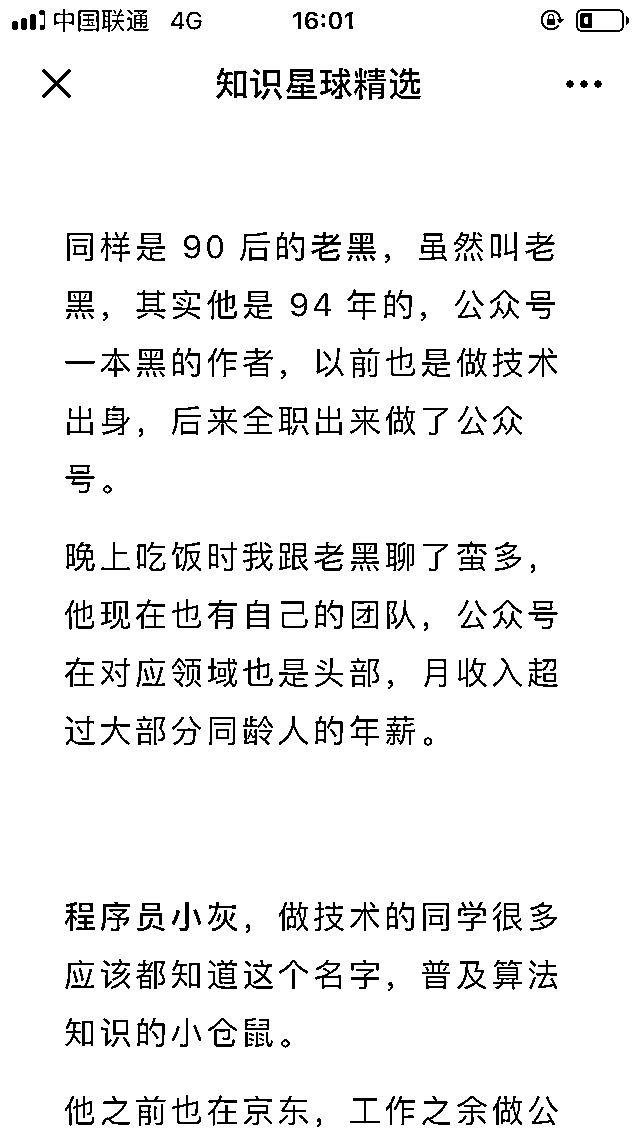 中国联通 4G 16:01
知识星球精选
同样是 90 后的老黑，虽然叫老
黑，其实他是 94 年的，公众号
一本黑的作者，以前也是做技术
出身，后来全职出来做了公众
号。
晚上吃饭时我跟老黑聊了蛮多，
他现在也有自己的团队，公众号
在对应领域也是头部，月收入超
过大部分同龄人的年薪。
程序员小灰，做技术的同学很多
应该都知道这个名字，普及算法
知识的小仓鼠。
他之前也在京东，工作之余做公